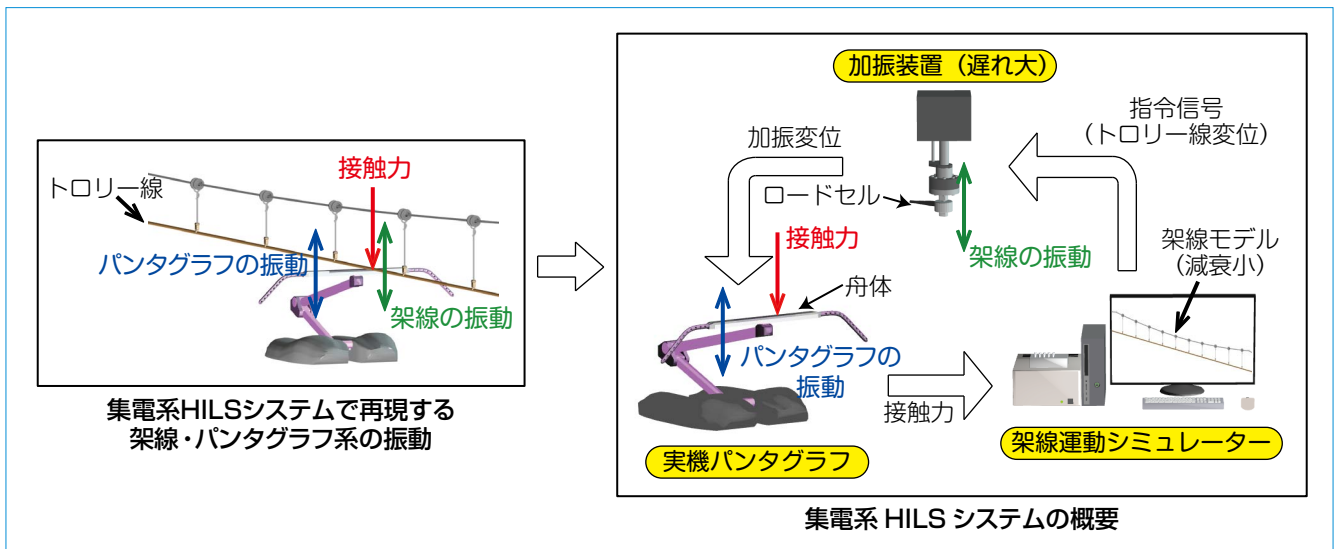 トロリー線
接触力
パンタグラフの振動
架線の振動
集電系HILSシステムで再現する
架線・パンタグラフ系の振動
加振装置（遅れ大）
指令信号
（トロリー線変位）
加振変位
ロードセル
接触力
架線の振動
架線モデル
（減衰小）
舟体
パンタグラフの
振動
接触力
実機パンタグラフ
架線運動シミュレーター
集電系 HILS システムの概要